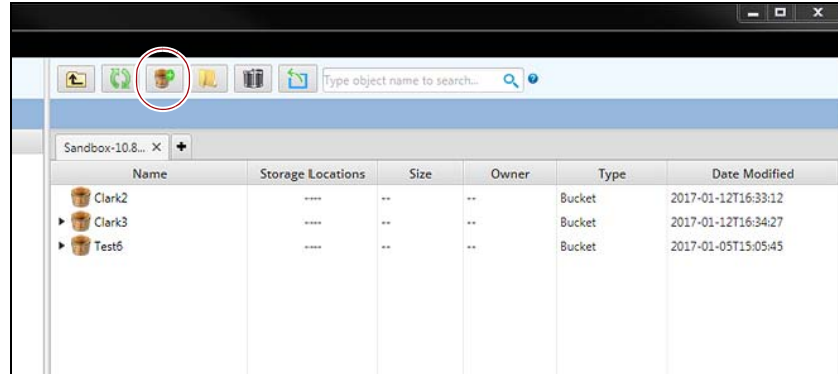 Type object name to search...
Sandbox-10.8...
Name Storage Locations Size Owner Type Date Modified
Clark2 ---- -- -- Bucket 2017-01-12T16:33:12
Clark3 ---- -- -- Bucket 2017-01-12T16:34:27
Test6 ---- -- -- Bucket 2017-01-05T15:05:45